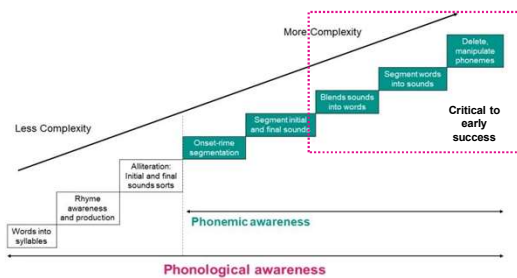 More Complexity
Delete,
manipulate
phonemes
Segment words
into sounds
Blends sounds
into words
Critical to
early
success
Segment initial
and final sounds
Less Complexity
Onset-rime
segmentation
Alliteration:
Initial and final
sounds sorts
Rhyme
awareness
and production
Words into
syllables
Phonemic awareness
Phonological awareness